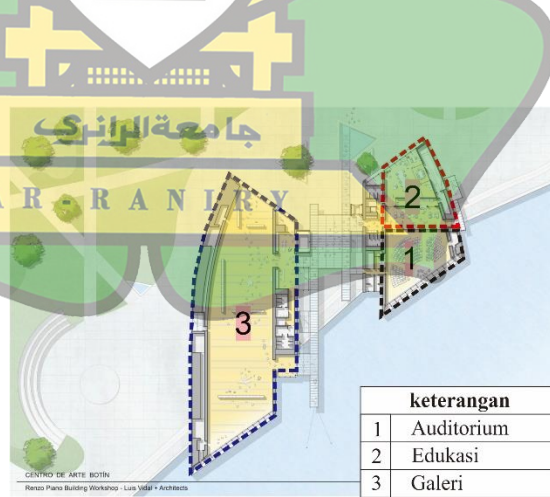 جامعةالرانري
AR-RANIRY
2
1
3
keterangan
1 Auditorium
2 Edukasi
3 Galeri
CENTRO DE ARTE BOTÍN
Renzo Piano Building Workshop - Luis Vidal + Architects